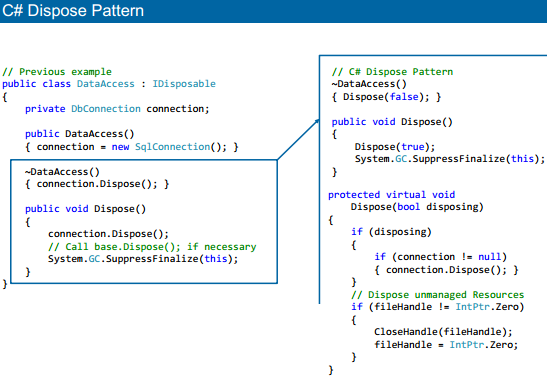 C# Dispose Pattern
// Previous example
public class DataAccess : IDisposable
{
    private DbConnection connection;

    public DataAccess()
    { connection = new SqlConnection(); }

    ~DataAccess()
    { connection.Dispose(); }

    public void Dispose()
    {
        connection.Dispose();
        // Call base.Dispose(); if necessary
        System.GC.SuppressFinalize(this);
    }
}
// C# Dispose Pattern
~DataAccess()
{ Dispose(false); }

public void Dispose()
{
    Dispose(true);
    System.GC.SuppressFinalize(this);
}

protected virtual void
    Dispose(bool disposing)
{
    if (disposing)
    {
        if (connection != null)
        { connection.Dispose(); }
    }
    // Dispose unmanaged Resources
    if (fileHandle != IntPtr.Zero)
    {
        CloseHandle(fileHandle);
        fileHandle = IntPtr.Zero;
    }
}